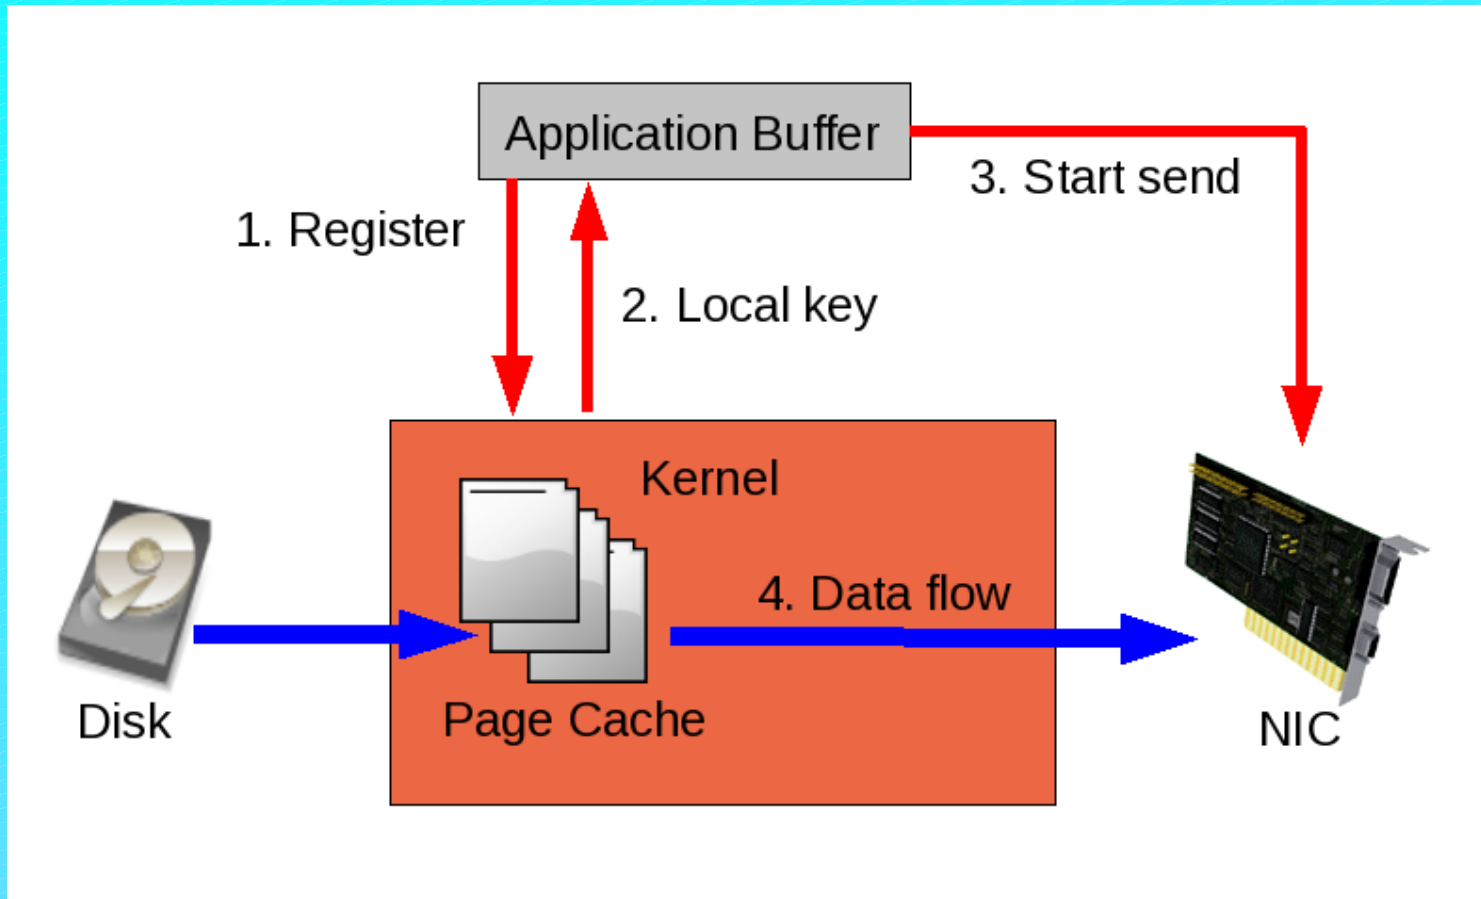 Application Buffer
3. Start send
1. Register
2. Local key
Kernel
4. Data flow
Disk
Page Cache
NIC